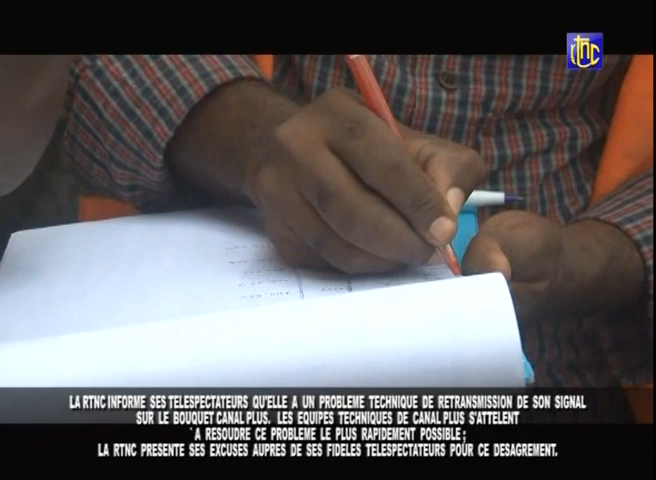 rtnc
LA RTNC INFORME SES TELESPECTATEURS QU'ELLE A UN PROBLEME TECHNIQUE DE RETRANSMISSION DE SON SIGNAL
SUR LE BOUQUET CANAL PLUS. LES EQUIPES TECHNIQUES DE CANAL PLUS S'ATTELENT
`A RESOUDRE CE PROBLEME LE PLUS RAPIDEMENT POSSIBLE;
LA RTNC PRESENTE SES EXCUSES AUPRES DE SES FIDELES TELESPECTATEURS POUR CE DESAGREMENT.